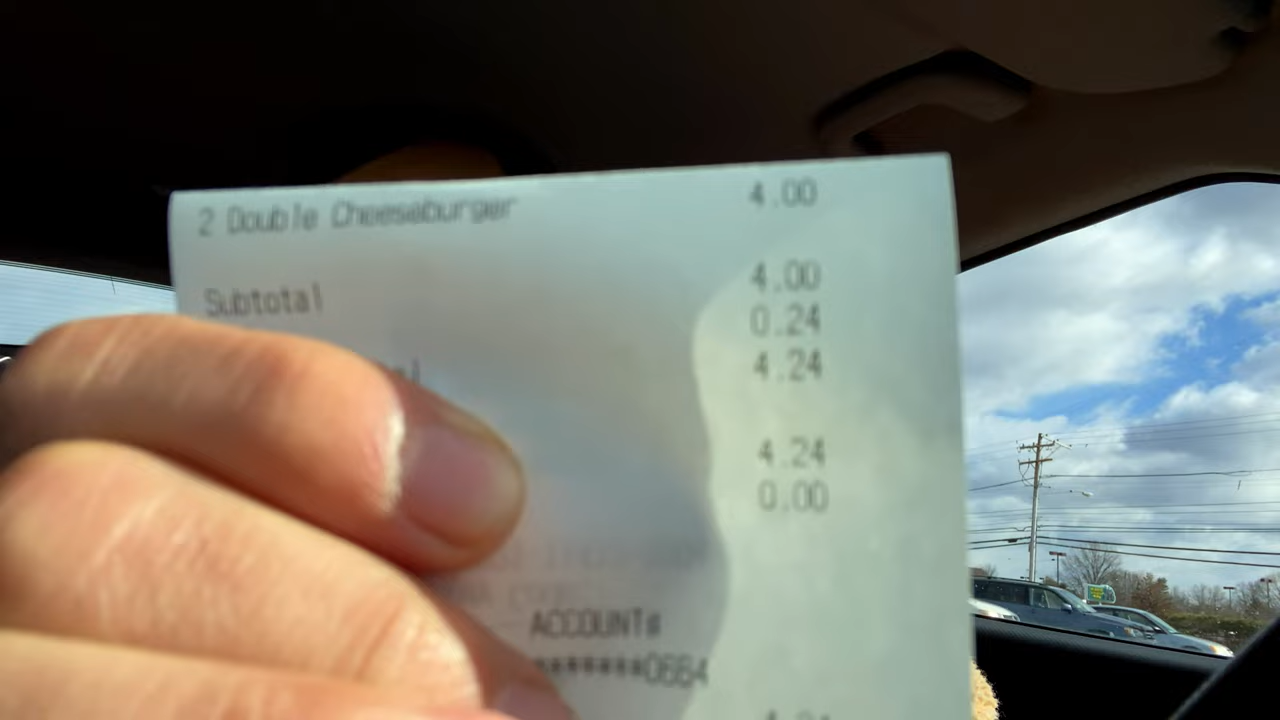 2 Double Cheeseburger 4.00
Subtotal 4.00
0.24
4.24
4.24
0.00
ACCOUNT#
*******0664